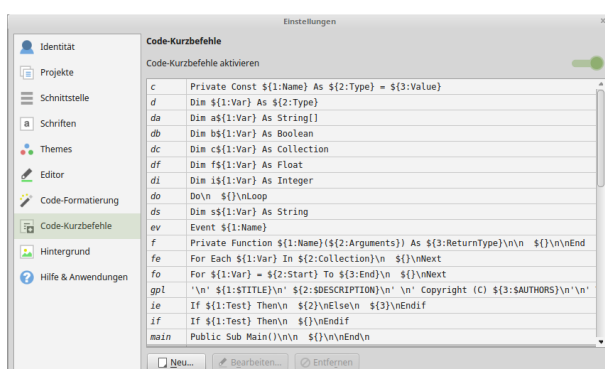 Einstellungen
Identität
Projekte
Schnittstelle
a Schriften
Themes
Editor
Code-Formatierung
Code-Kurzbefehle
Hintergrund
? Hilfe & Anwendungen
Code-Kurzbefehle
Code-Kurzbefehle aktivieren
c Private Const ${1:Name} As ${2:Type} = ${3:Value}
d Dim ${1:Var} As ${2:Type}
da Dim a${1:Var} As String[]
db Dim b${1:Var} As Boolean
dc Dim c${1:Var} As Collection
df Dim f${1:Var} As Float
di Dim i${1:Var} As Integer
do Do\n ${}\nLoop
ds Dim s${1:Var} As String
ev Event ${1:Name}
f Private Function ${1:Name}(${2:Arguments}) As ${3:ReturnType}\n\n ${}\n\nEnd
fe For Each ${1:Var} In ${2:Collection}\n ${}\nNext
fo For ${1:Var} = ${2:Start} To ${3:End}\n ${}\nNext
gpl '\n' ${1:$TITLE}\n' ${2:$DESCRIPTION}\n' \n' Copyright (C) ${3:$AUTHORS}\n'\n'
ie If ${1:Test} Then\n ${2}\nElse\n ${3}\nEndif
if If ${1:Test} Then\n ${}\nEndif
main Public Sub Main()\n\n ${}\n\nEnd\n
Neu... Bearbeiten... Entfernen